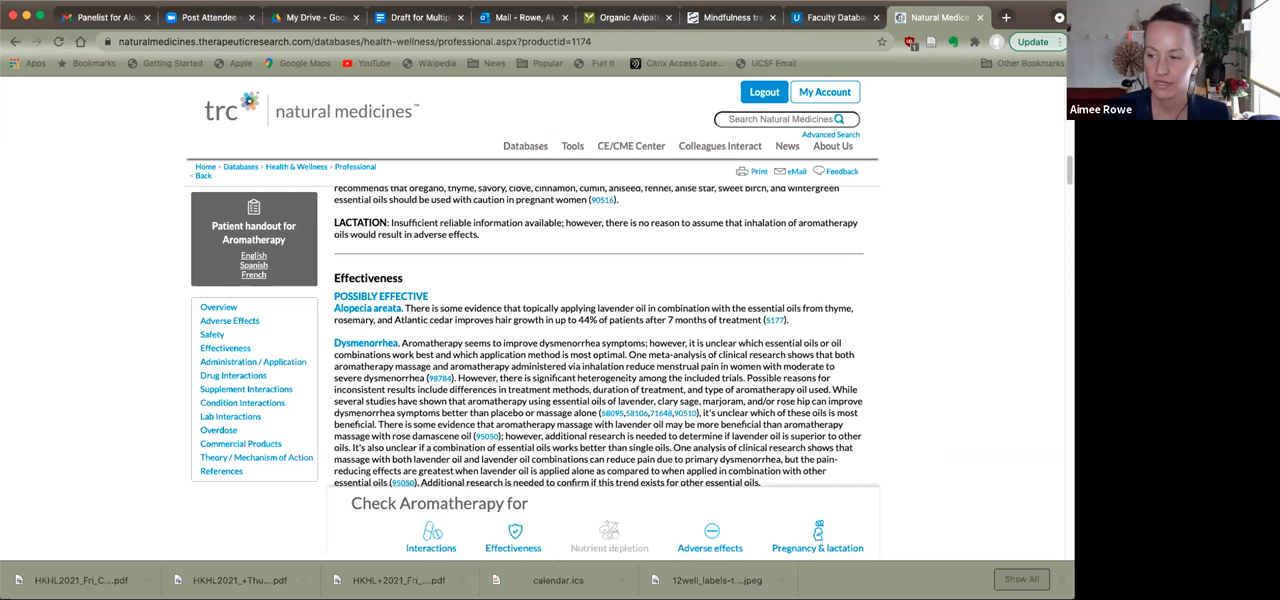 Panelist for Alo
Post Attendee -
My Drive - Goo
Draft for Multip
Mail - Rowe, Al
Organic Avipatt
Mindfulness tra
Faculty Databa
Natural Medicin
naturalmedicines.therapeuticresearch.com/databases/health-wellness/professional.aspx?productid=1174
Update
Apps Bookmarks Getting Started Apple Google Maps YouTube Wikipedia News Popular Furl It Citrix Access Gate... UCSF Email Other Bookmarks
Aimee Rowe
trc natural medicines™
Logout My Account
Search Natural Medicines
Advanced Search
Databases Tools CE/CME Center Colleagues Interact News About Us
Home > Databases > Health & Wellness > Professional
< Back
Print eMail Feedback
Patient handout for
Aromatherapy
English
Spanish
French
Overview
Adverse Effects
Safety
Effectiveness
Administration / Application
Drug Interactions
Supplement Interactions
Condition Interactions
Lab Interactions
Overdose
Commercial Products
Theory / Mechanism of Action
References
recommends that oregano, thyme, savory, clove, cinnamon, cumin, aniseed, fennel, anise star, sweet birch, and wintergreen
essential oils should be used with caution in pregnant women (90516).
LACTATION: Insufficient reliable information available; however, there is no reason to assume that inhalation of aromatherapy
oils would result in adverse effects.
Effectiveness
POSSIBLY EFFECTIVE
Alopecia areata. There is some evidence that topically applying lavender oil in combination with the essential oils from thyme,
rosemary, and Atlantic cedar improves hair growth in up to 44% of patients after 7 months of treatment (5177).
Dysmenorrhea. Aromatherapy seems to improve dysmenorrhea symptoms; however, it is unclear which essential oils or oil
combinations work best and which application method is most optimal. One meta-analysis of clinical research shows that both
aromatherapy massage and aromatherapy administered via inhalation reduce menstrual pain in women with moderate to
severe dysmenorrhea (98784). However, there is significant heterogeneity among the included trials. Possible reasons for
inconsistent results include differences in treatment methods, duration of treatment, and type of aromatherapy oil used. While
several studies have shown that aromatherapy using essential oils of lavender, clary sage, marjoram, and/or rose hip can improve
dysmenorrhea symptoms better than placebo or massage alone (58095,58106,71648,90510), it's unclear which of these oils is most
beneficial. There is some evidence that aromatherapy massage with lavender oil may be more beneficial than aromatherapy
massage with rose damascene oil (95050); however, additional research is needed to determine if lavender oil is superior to other
oils. It's also unclear if a combination of essential oils works better than single oils. One analysis of clinical research shows that
massage with both lavender oil and lavender oil combinations can reduce pain due to primary dysmenorrhea, but the pain-
reducing effects are greatest when lavender oil is applied alone as compared to when applied in combination with other
essential oils (95050). Additional research is needed to confirm if this trend exists for other essential oils.
Check Aromatherapy for
Interactions Effectiveness Nutrient depletion Adverse effects Pregnancy & lactation
HKHL2021_Fri_C....pdf
HKHL2021_+Thu....pdf
HKHL+2021_Fri_....pdf
calendar.ics
12well_labels-t....jpeg
Show All